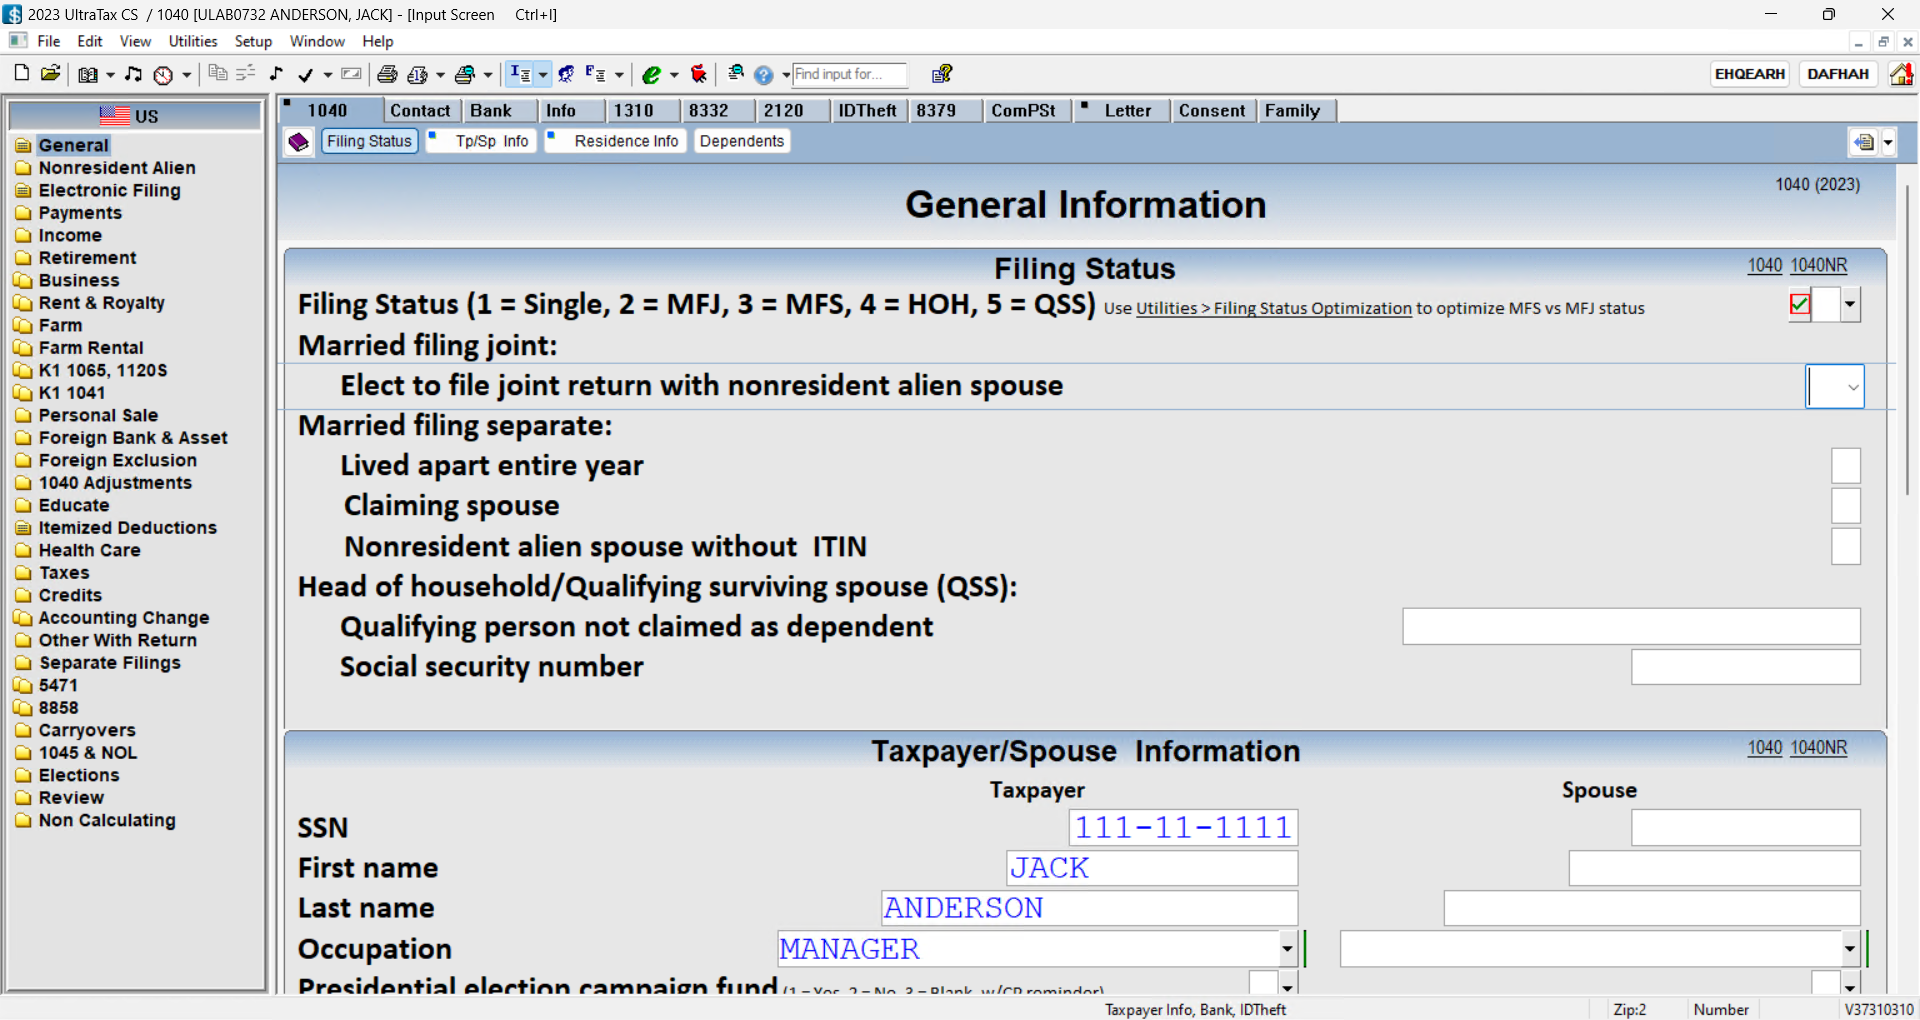 2023 UltraTax CS / 1040 [ULAB0732 ANDERSON, JACK] - [Input Screen Ctrl+I]
File Edit View Utilities Setup Window Help
Find input for...
EHQEARH DAFHAH
US
1040 Contact Bank Info 1310 8332 2120 IDTheft 8379 ComPSt Letter Consent Family
Filing Status Tp/Sp Info Residence Info Dependents
General
Nonresident Alien
Electronic Filing
Payments
Income
Retirement
Business
Rent & Royalty
Farm
Farm Rental
K1 1065, 1120S
K1 1041
Personal Sale
Foreign Bank & Asset
Foreign Exclusion
1040 Adjustments
Educate
Itemized Deductions
Health Care
Taxes
Credits
Accounting Change
Other With Return
Separate Filings
5471
8858
Carryovers
1045 & NOL
Elections
Review
Non Calculating
1040 (2023)
General Information
Filing Status 1040 1040NR
Filing Status (1 = Single, 2 = MFJ, 3 = MFS, 4 = HOH, 5 = QSS) Use Utilities > Filing Status Optimization to optimize MFS vs MFJ status
Married filing joint:
Elect to file joint return with nonresident alien spouse
Married filing separate:
Lived apart entire year
Claiming spouse
Nonresident alien spouse without ITIN
Head of household/Qualifying surviving spouse (QSS):
Qualifying person not claimed as dependent
Social security number
Taxpayer/Spouse Information 1040 1040NR
Taxpayer Spouse
SSN 111-11-1111
First name JACK
Last name ANDERSON
Occupation MANAGER
Presidential election campaign fund (1 = Yes, 2 = No, 3 = Blank, w/CP reminder)
Taxpayer Info, Bank, IDTheft Zip:2 Number V37310310